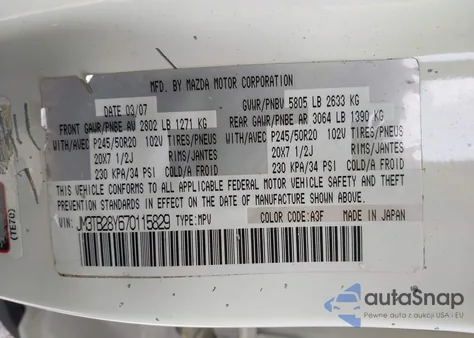 MFD. BY MAZDA MOTOR CORPORATION
DATE 03/07
GVWR/PNBV 5805 LB 2633 KG
FRONT GAWR/PNBE AV 2802 LB 1271 KG
REAR GAWR/PNBE AR 3064 LB 1390 KG
WITH/AVEC P245/50R20 102V TIRES/PNEUS
WITH/AVEC P245/50R20 102V TIRES/PNEUS
20X7 1/2J RIMS/JANTES
20X7 1/2J RIMS/JANTES
230 KPA/34 PSI COLD/A FROID
230 KPA/34 PSI COLD/A FROID
THIS VEHICLE CONFORMS TO ALL APPLICABLE FEDERAL MOTOR VEHICLE SAFETY AND THEFT
PREVENTION STANDARDS IN EFFECT ON THE DATE OF MANUFACTURE SHOWN ABOVE.
VIN: JM3TB28Y670115829 TYPE: MPV COLOR CODE:A3F MADE IN JAPAN
(TE70)
autoSnap
Pewne auta z USA i EU